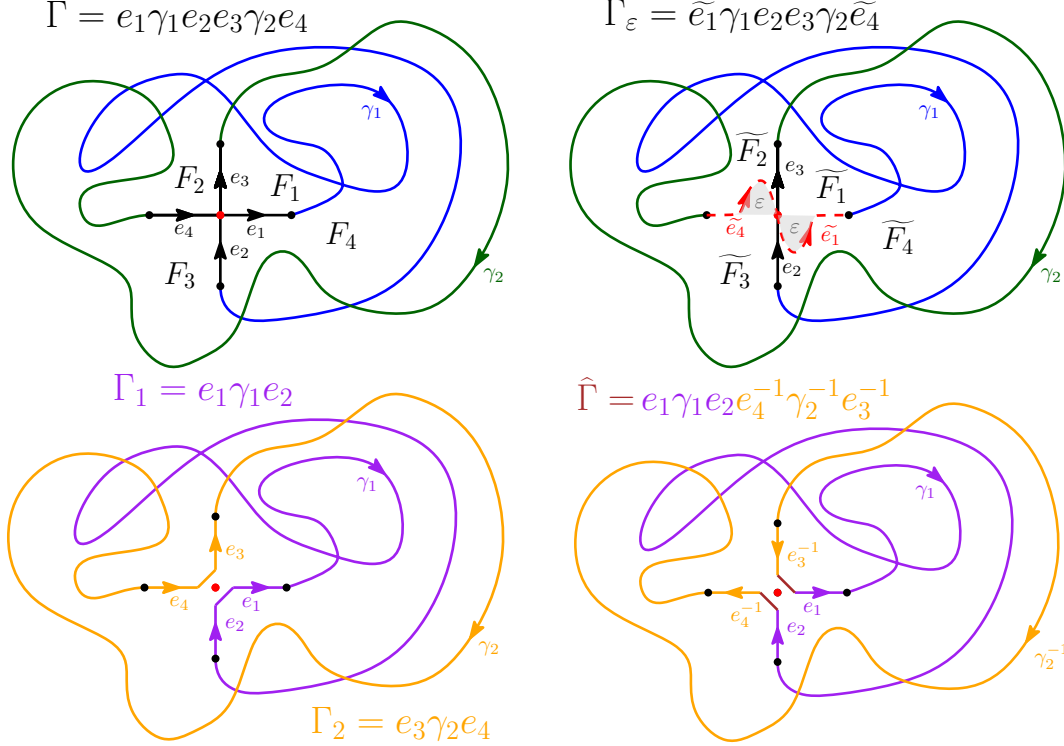 Γ = e₁γ₁e₂e₃γ₂e₄
γ₁
F₂
e₃
F₁
e₄
e₁
F₄
e₂
F₃
γ₂
Γ_ε = ẽ₁γ₁e₂e₃γ₂ẽ₄
γ₁
F̃₂
e₃
F̃₁
ε
ẽ₄
ε
ẽ₁
F̃₄
F̃₃
e₂
γ₂
Γ₁ = e₁γ₁e₂
γ₁
e₃
e₄
e₁
e₂
γ₂
Γ₂ = e₃γ₂e₄
Γ̂ = e₁γ₁e₂e₄⁻¹γ₂⁻¹e₃⁻¹
γ₁
e₃⁻¹
e₄⁻¹
e₁
e₂
γ₂⁻¹